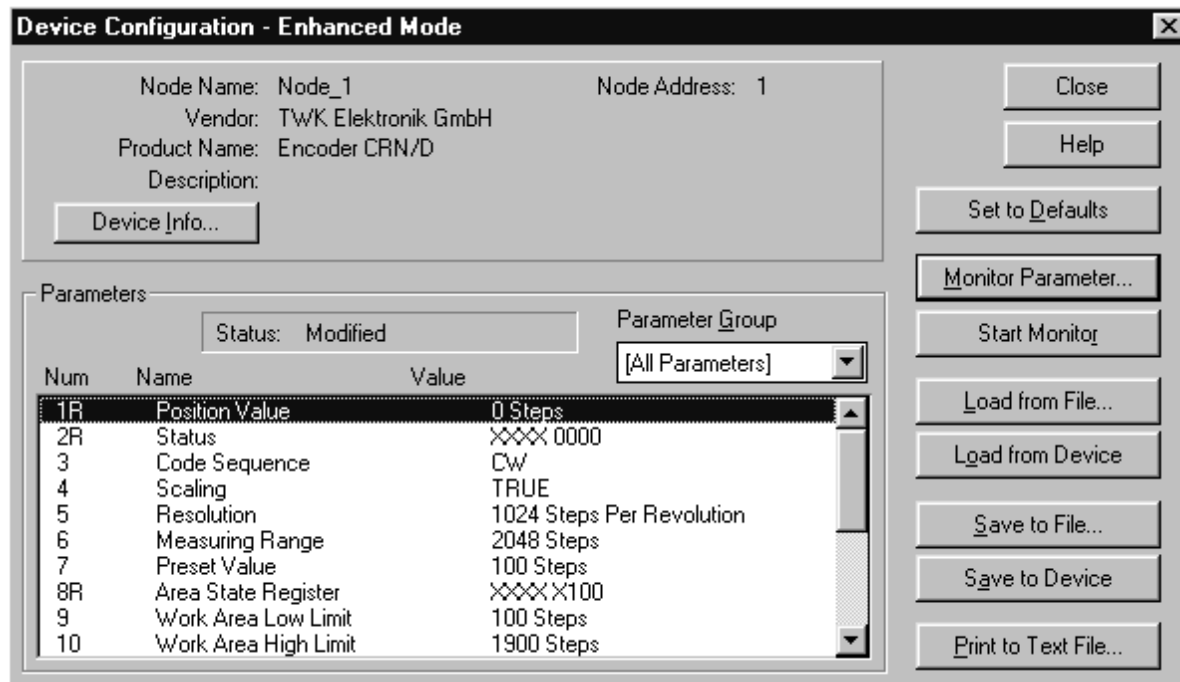 Device Configuration - Enhanced Mode
Node Name: Node_1 Node Address: 1
Vendor: TWK Elektronik GmbH
Product Name: Encoder CRN/D
Description:
Device Info...
Close
Help
Set to Defaults
Monitor Parameter...
Start Monitor
Load from File...
Load from Device
Save to File...
Save to Device
Print to Text File...
Parameters
Status: Modified
Parameter Group
[All Parameters]
Num Name Value
1R Position Value 0 Steps
2R Status XXXX 0000
3 Code Sequence CW
4 Scaling TRUE
5 Resolution 1024 Steps Per Revolution
6 Measuring Range 2048 Steps
7 Preset Value 100 Steps
8R Area State Register XXXX X100
9 Work Area Low Limit 100 Steps
10 Work Area High Limit 1900 Steps